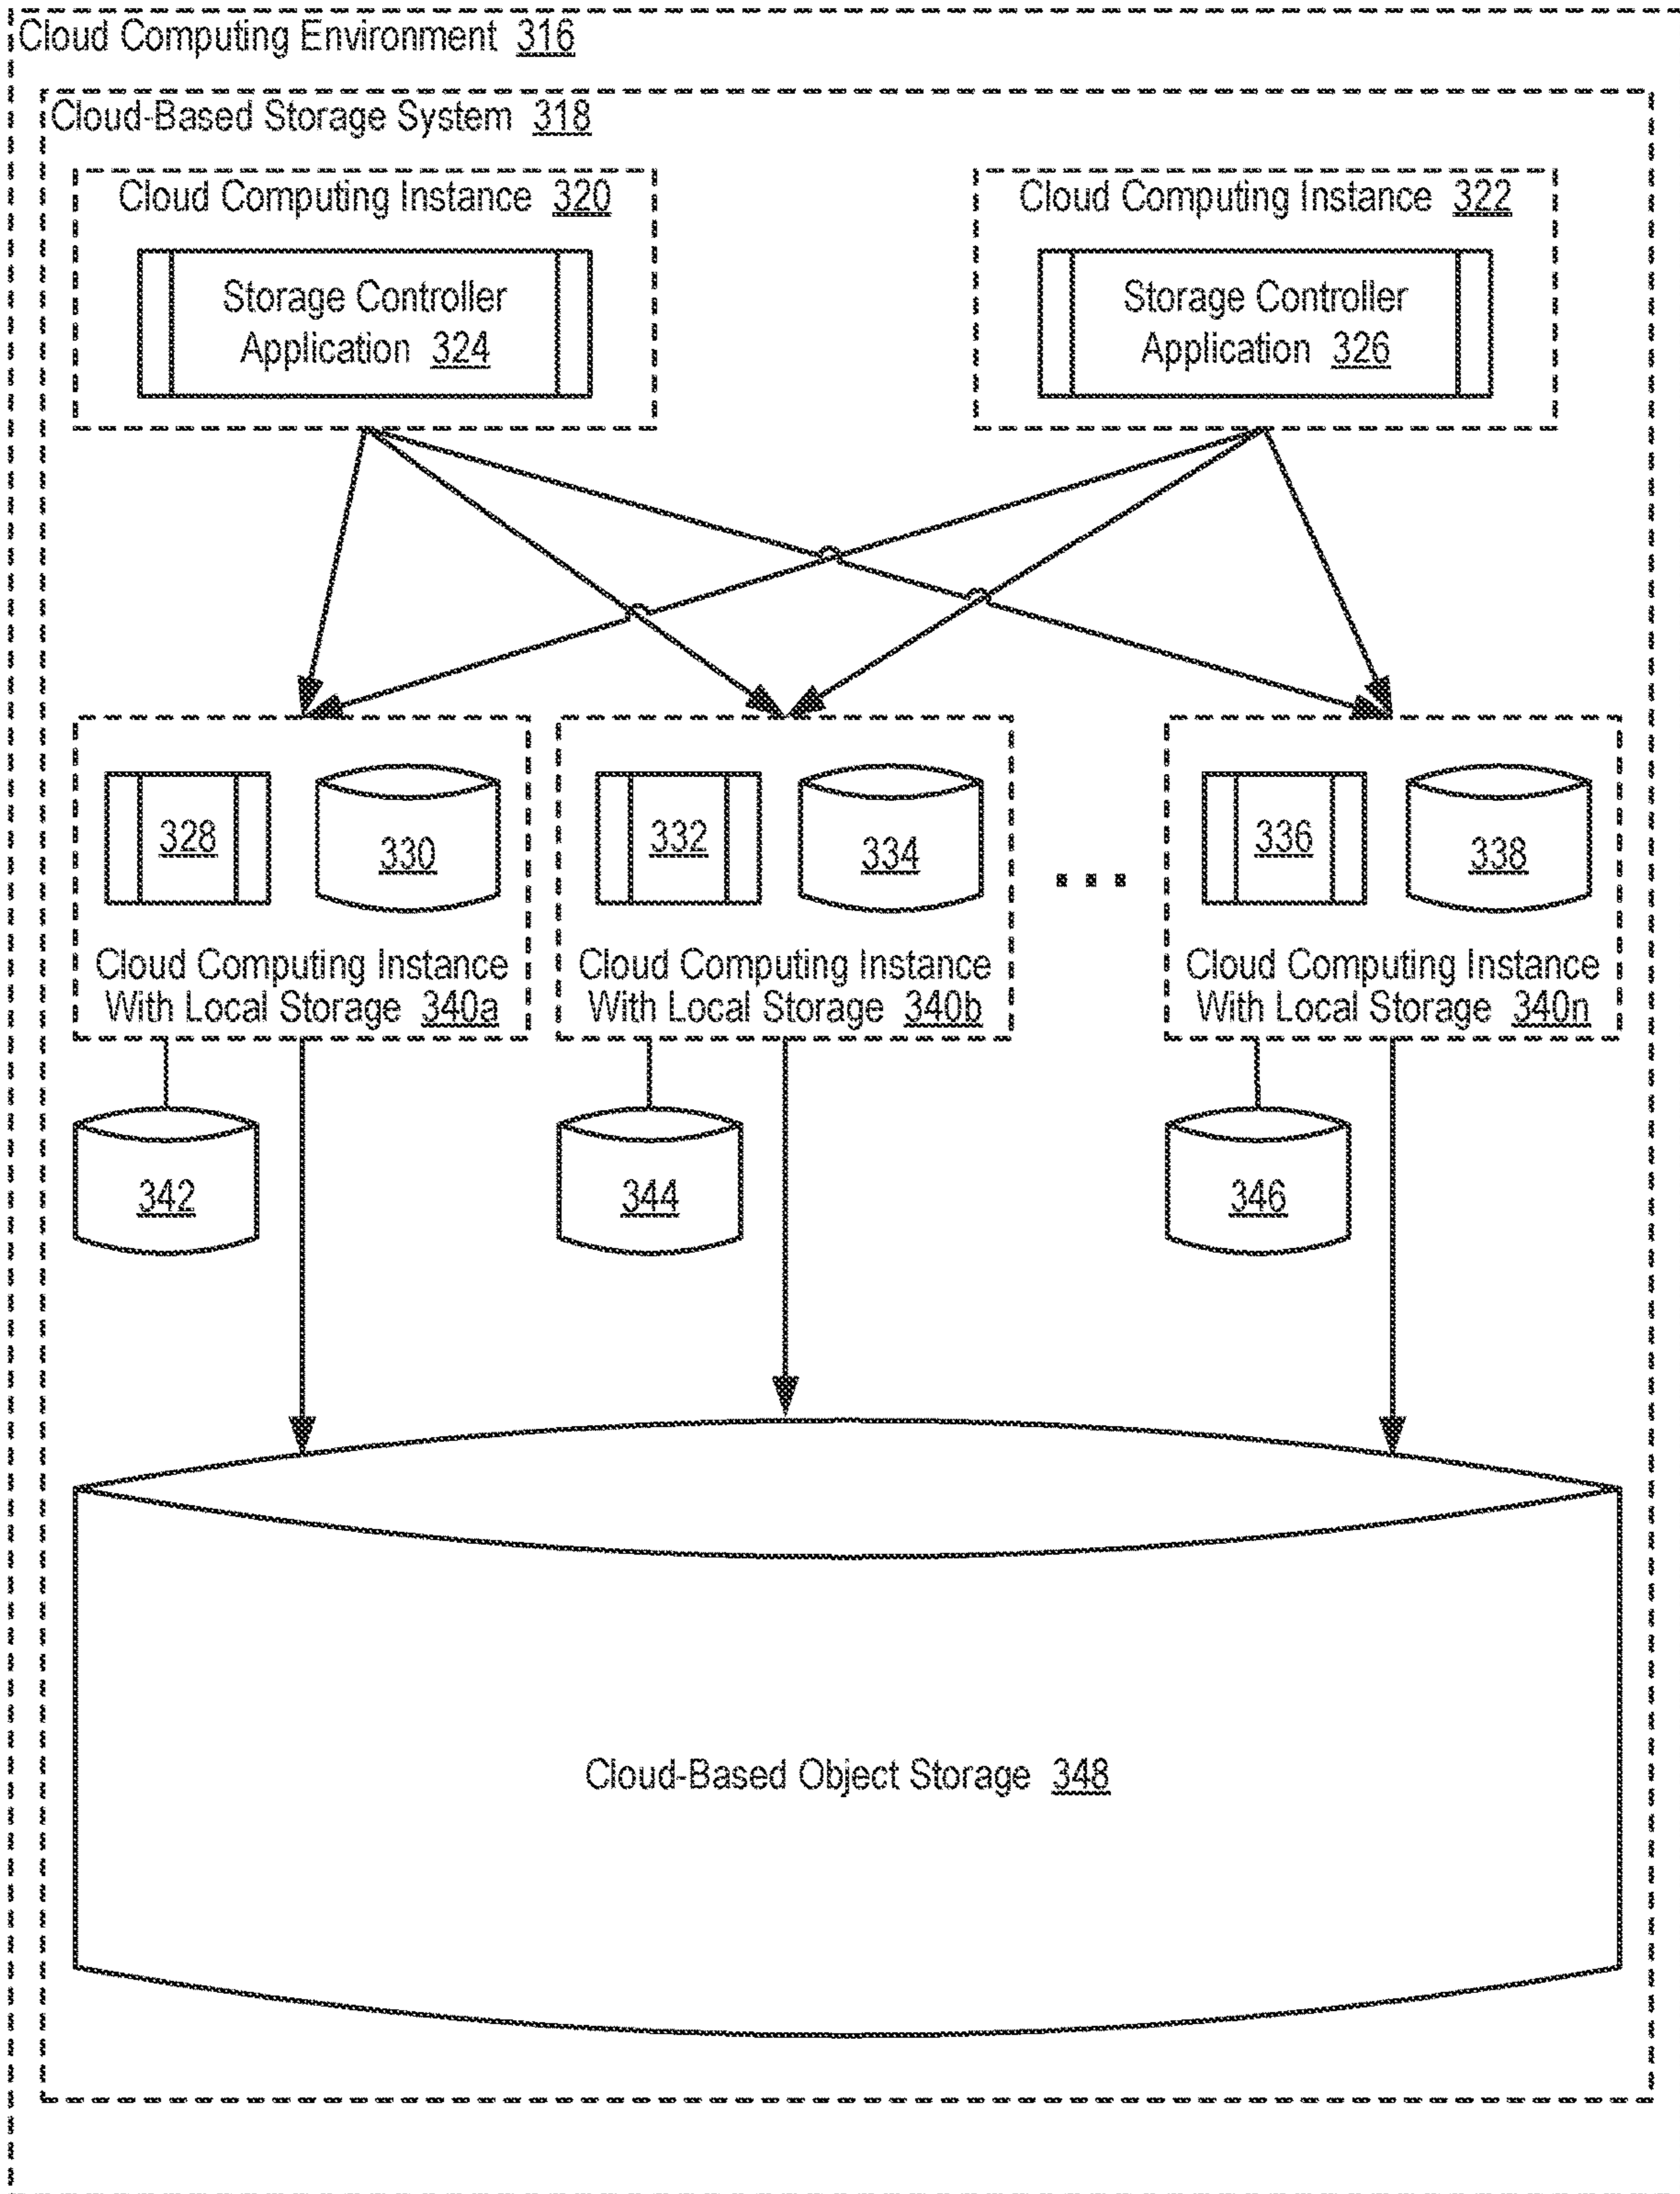 Cloud Computing Environment 316
Cloud-Based Storage System 318
Cloud Computing Instance 320
Storage Controller
Application 324
Cloud Computing Instance 322
Storage Controller
Application 326
328
330
Cloud Computing Instance
With Local Storage 340a
332
334
Cloud Computing Instance
With Local Storage 340b
...
336
338
Cloud Computing Instance
With Local Storage 340n
342
344
346
Cloud-Based Object Storage 348